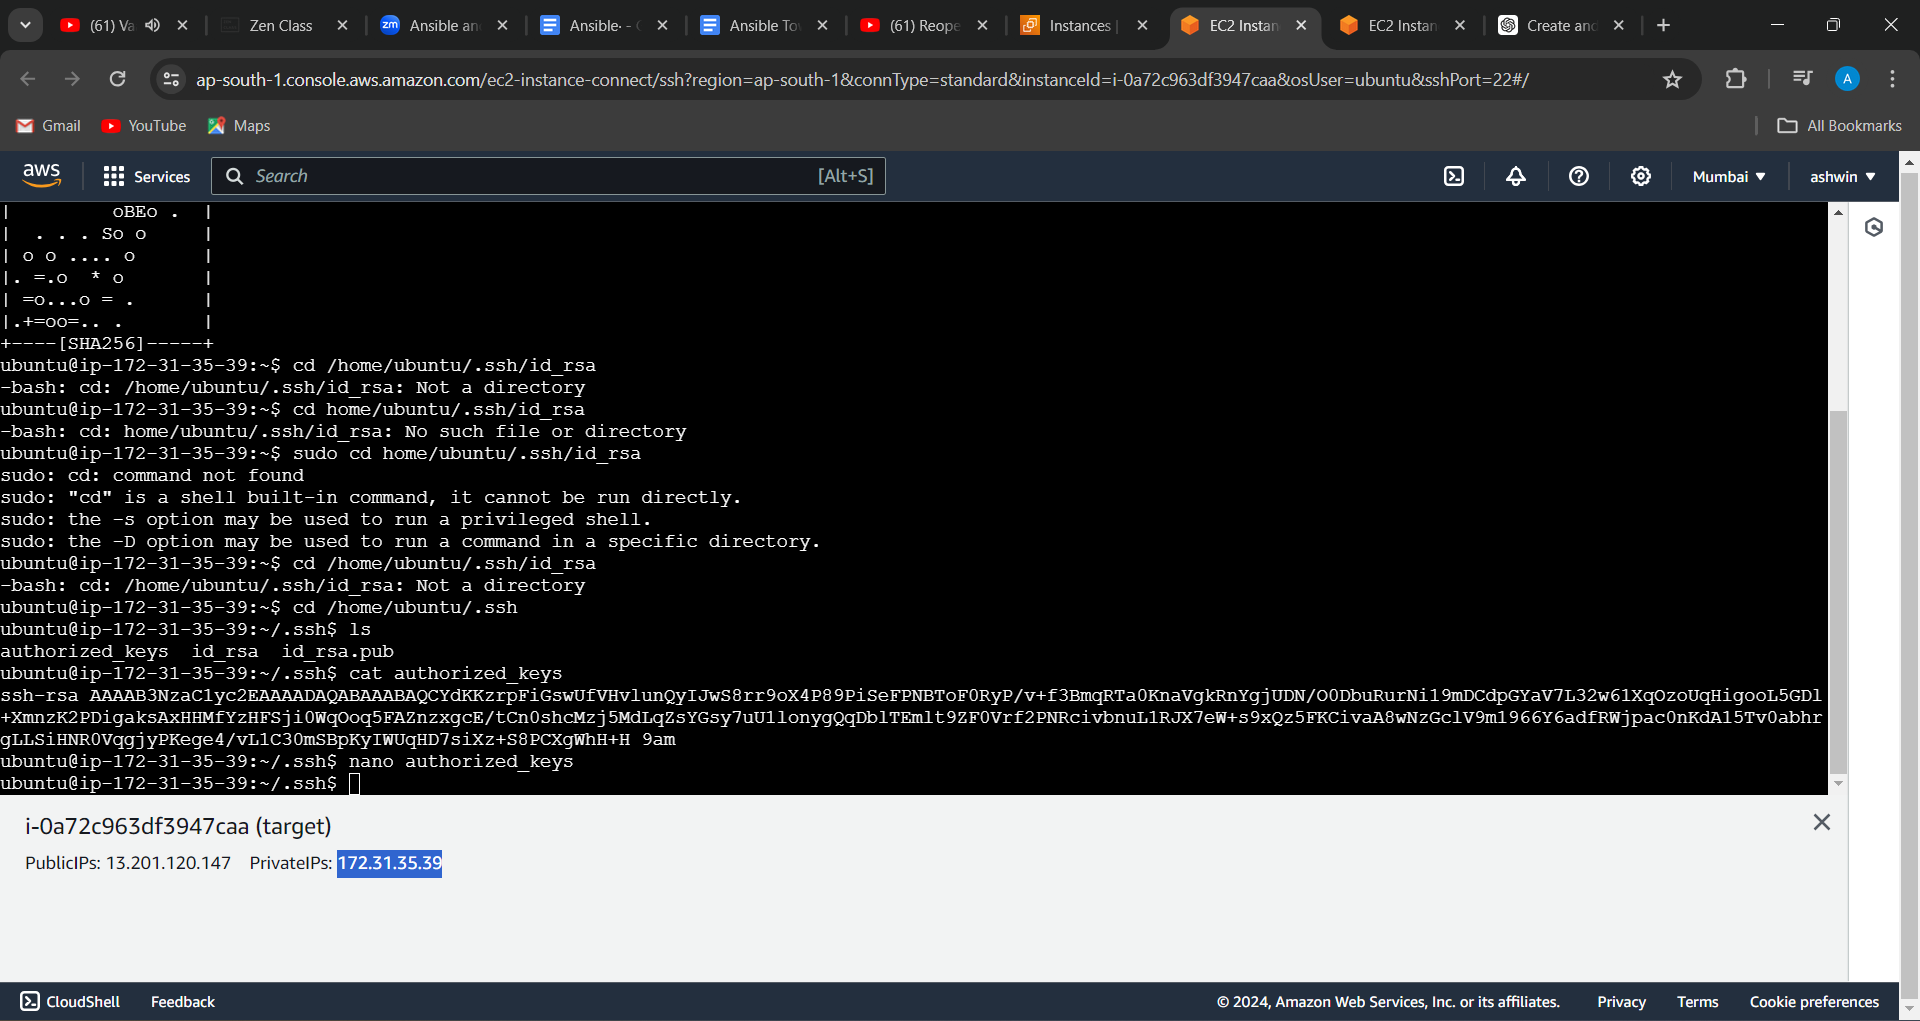 (61) Va
Zen Class
Ansible an
Ansible- - 
Ansible To
(61) Reope
Instances |
EC2 Instan
EC2 Instan
Create and
ap-south-1.console.aws.amazon.com/ec2-instance-connect/ssh?region=ap-south-1&connType=standard&instanceId=i-0a72c963df3947caa&osUser=ubuntu&sshPort=22#/
A
Gmail
YouTube
Maps
All Bookmarks
aws
Services
Search
[Alt+S]
Mumbai
ashwin
|         oBEo .  |
|  . . . So o     |
| o o .... o      |
|. =.o  * o       |
| =o...o = .      |
|.+=oo=.. .       |
+----[SHA256]-----+
ubuntu@ip-172-31-35-39:~$ cd /home/ubuntu/.ssh/id_rsa
-bash: cd: /home/ubuntu/.ssh/id_rsa: Not a directory
ubuntu@ip-172-31-35-39:~$ cd home/ubuntu/.ssh/id_rsa
-bash: cd: home/ubuntu/.ssh/id_rsa: No such file or directory
ubuntu@ip-172-31-35-39:~$ sudo cd home/ubuntu/.ssh/id_rsa
sudo: cd: command not found
sudo: "cd" is a shell built-in command, it cannot be run directly.
sudo: the -s option may be used to run a privileged shell.
sudo: the -D option may be used to run a command in a specific directory.
ubuntu@ip-172-31-35-39:~$ cd /home/ubuntu/.ssh/id_rsa
-bash: cd: /home/ubuntu/.ssh/id_rsa: Not a directory
ubuntu@ip-172-31-35-39:~$ cd /home/ubuntu/.ssh
ubuntu@ip-172-31-35-39:~/.ssh$ ls
authorized_keys  id_rsa  id_rsa.pub
ubuntu@ip-172-31-35-39:~/.ssh$ cat authorized_keys
ssh-rsa AAAAB3NzaC1yc2EAAAADAQABAAABAQCYdKKzrpFiGswUfVHvlunQyIJwS8rr9oX4P89PiSeFPNBToF0RyP/v+f3BmqRTa0KnaVgkRnYgjUDN/O0DbuRurNi19mDCdpGYaV7L32w61XqOzoUqHigooL5GDl
+XmnzK2PDigaksAxHHMfYzHFSji0WqOoq5FAZnzxgcE/tCn0shcMzj5MdLqZsYGsy7uU1lonygQqDblTEmlt9ZF0Vrf2PNRcivbnuL1RJX7eW+s9xQz5FKCivaA8wNzGclV9m1966Y6adfRWjpac0nKdA15Tv0abhr
gLLSiHNR0VqgjyPKege4/vL1C30mSBpKyIWUqHD7siXz+S8PCXgWhH+H 9am
ubuntu@ip-172-31-35-39:~/.ssh$ nano authorized_keys
ubuntu@ip-172-31-35-39:~/.ssh$
i-0a72c963df3947caa (target)
PublicIPs: 13.201.120.147    PrivateIPs: 172.31.35.39
CloudShell
Feedback
© 2024, Amazon Web Services, Inc. or its affiliates.
Privacy
Terms
Cookie preferences